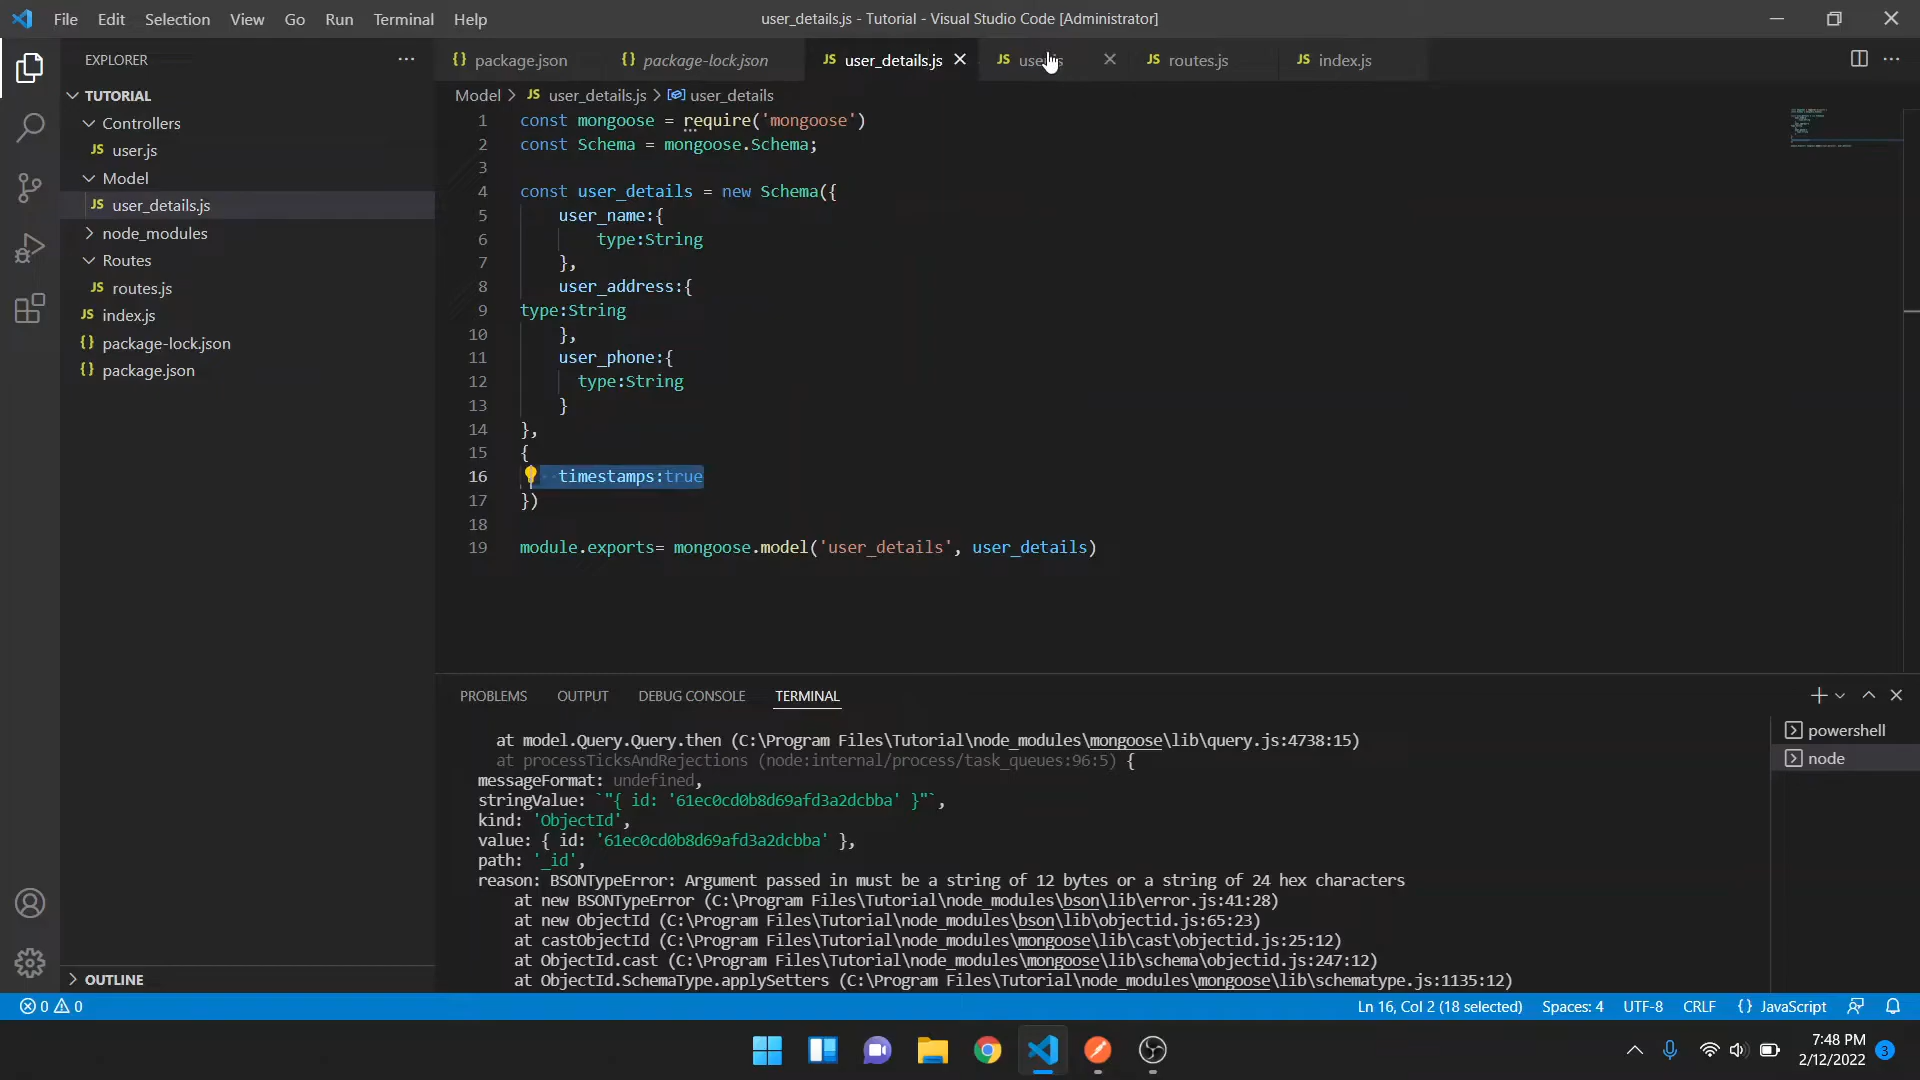 File Edit Selection View Go Run Terminal Help
user_details.js - Tutorial - Visual Studio Code [Administrator]
EXPLORER
TUTORIAL
Controllers
JS user.js
Model
JS user_details.js
node_modules
Routes
JS routes.js
JS index.js
{} package-lock.json
{} package.json
OUTLINE
{} package.json
{} package-lock.json
JS user_details.js
JS
JS routes.js
JS index.js
Model > JS user_details.js > user_details
1 const mongoose = require('mongoose')
2 const Schema = mongoose.Schema;
3
4 const user_details = new Schema({
5 user_name:{
6 type:String
7 },
8 user_address:{
9 type:String
10 },
11 user_phone:{
12 type:String
13 }
14 },
15 {
16 timestamps:true
17 })
18
19 module.exports= mongoose.model('user_details', user_details)
PROBLEMS OUTPUT DEBUG CONSOLE TERMINAL
at model.Query.Query.then (C:\Program Files\Tutorial\node_modules\mongoose\lib\query.js:4738:15)
at processTicksAndRejections (node:internal/process/task_queues:96:5) {
messageFormat: undefined,
stringValue: `"{ id: '61ec0cd0b8d69afd3a2dcbba' }"`,
kind: 'ObjectId',
value: { id: '61ec0cd0b8d69afd3a2dcbba' },
path: '_id',
reason: BSONTypeError: Argument passed in must be a string of 12 bytes or a string of 24 hex characters
at new BSONTypeError (C:\Program Files\Tutorial\node_modules\bson\lib\error.js:41:28)
at new ObjectId (C:\Program Files\Tutorial\node_modules\bson\lib\objectid.js:65:23)
at castObjectId (C:\Program Files\Tutorial\node_modules\mongoose\lib\cast\objectid.js:25:12)
at ObjectId.cast (C:\Program Files\Tutorial\node_modules\mongoose\lib\schema\objectid.js:247:12)
at ObjectId.SchemaType.applySetters (C:\Program Files\Tutorial\node_modules\mongoose\lib\schematype.js:1135:12)
powershell
node
0 0
Ln 16, Col 2 (18 selected) Spaces: 4 UTF-8 CRLF {} JavaScript
7:48 PM
2/12/2022
3